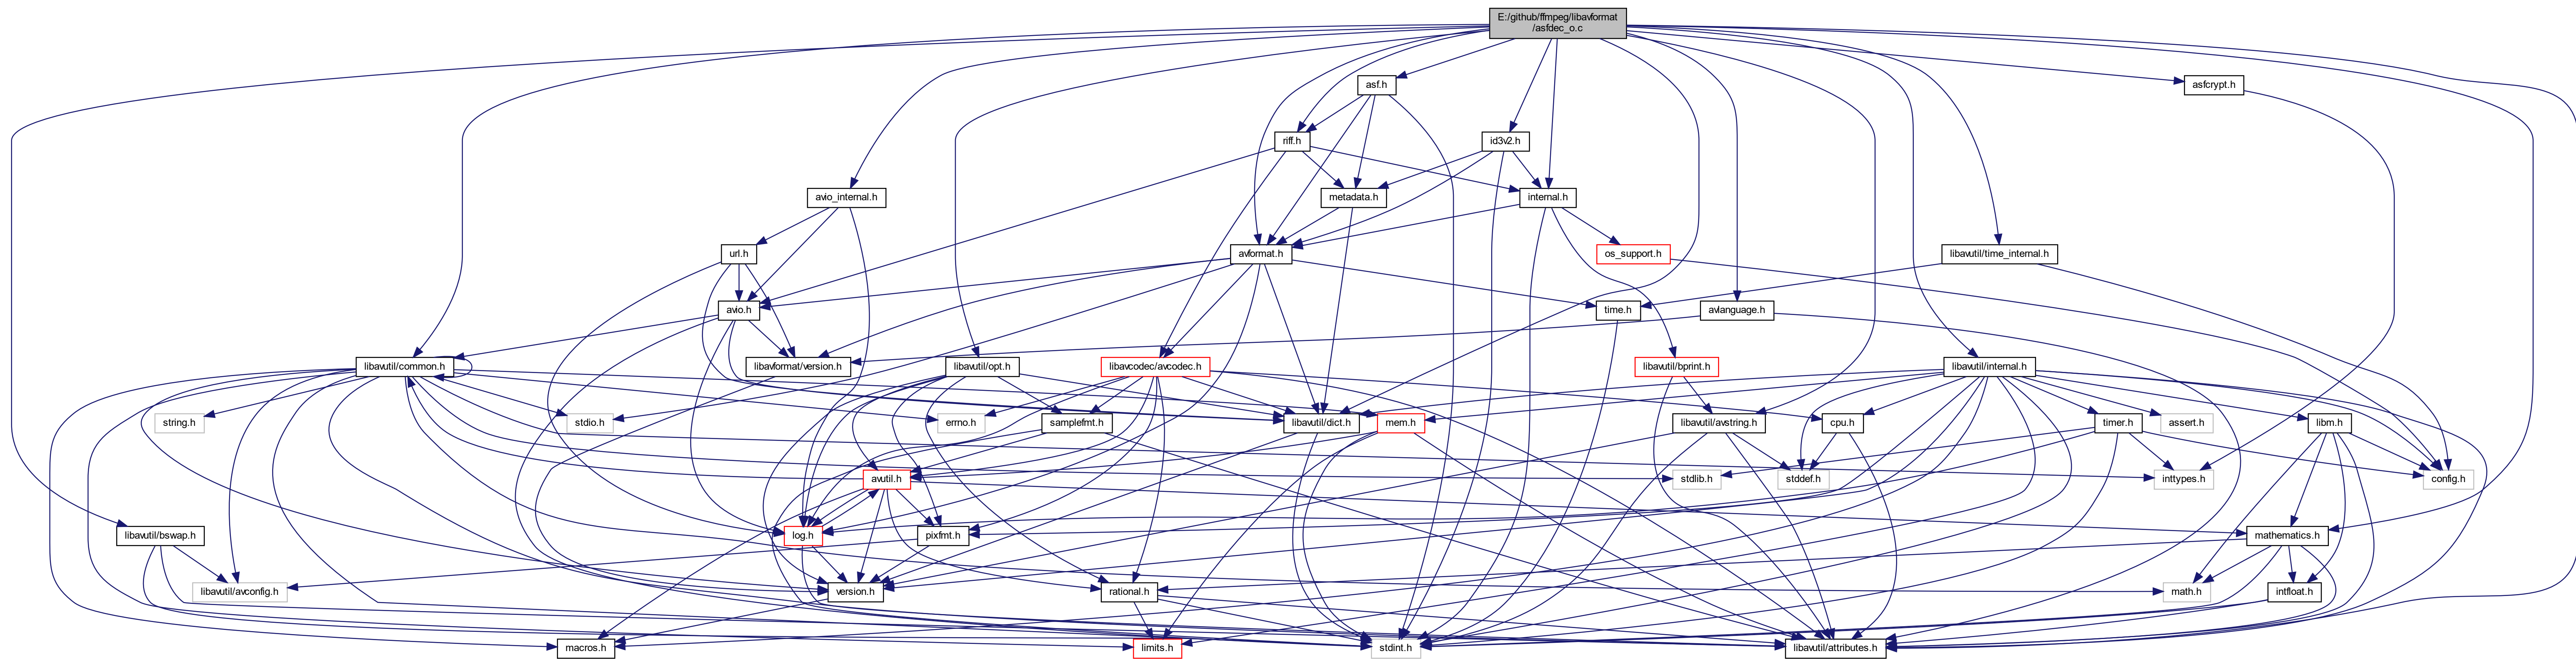 E:/github/ffmpeg/libavformat
/asfdec_o.c
asf.h
asfcrypt.h
riff.h
id3v2.h
avio_internal.h
metadata.h
internal.h
url.h
avformat.h
os_support.h
libavutil/time_internal.h
avio.h
time.h
avlanguage.h
libavutil/common.h
libavformat/version.h
libavutil/opt.h
libavcodec/avcodec.h
libavutil/bprint.h
libavutil/internal.h
string.h
stdio.h
errno.h
samplefmt.h
libavutil/dict.h
mem.h
libavutil/avstring.h
cpu.h
timer.h
assert.h
libm.h
avutil.h
stdlib.h
stddef.h
inttypes.h
config.h
libavutil/bswap.h
log.h
pixfmt.h
mathematics.h
libavutil/avconfig.h
version.h
rational.h
math.h
intfloat.h
macros.h
limits.h
stdint.h
libavutil/attributes.h